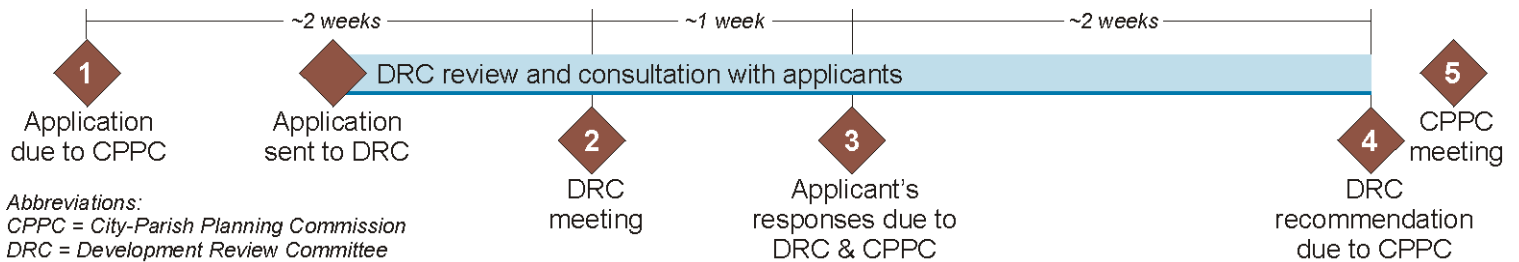 ~2 weeks
~1 week
~2 weeks
1
DRC review and consultation with applicants
5
Application
due to CPPC
Application
sent to DRC
2
3
4
CPPC
meeting
DRC
meeting
Applicant's
responses due to
DRC & CPPC
DRC
recommendation
due to CPPC
Abbreviations:
CPPC = City-Parish Planning Commission
DRC = Development Review Committee